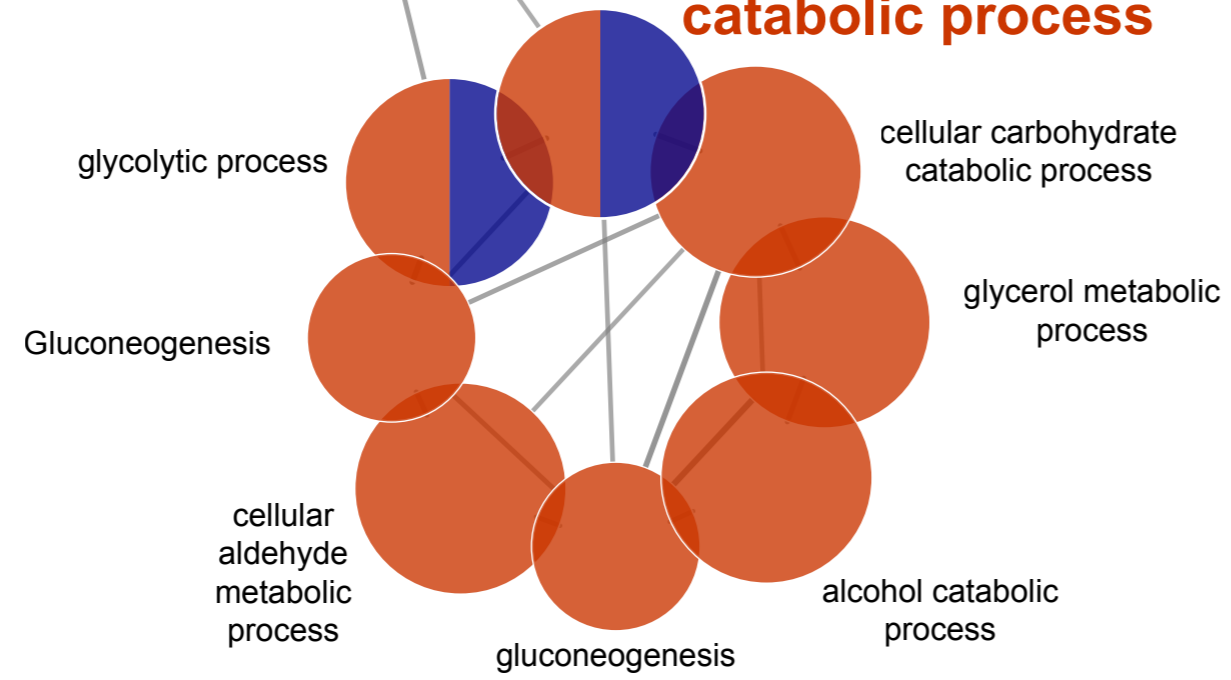 catabolic process
cellular carbohydrate
catabolic process
glycolytic process
glycerol metabolic
process
Gluconeogenesis
cellular
aldehyde
metabolic
process
alcohol catabolic
process
gluconeogenesis